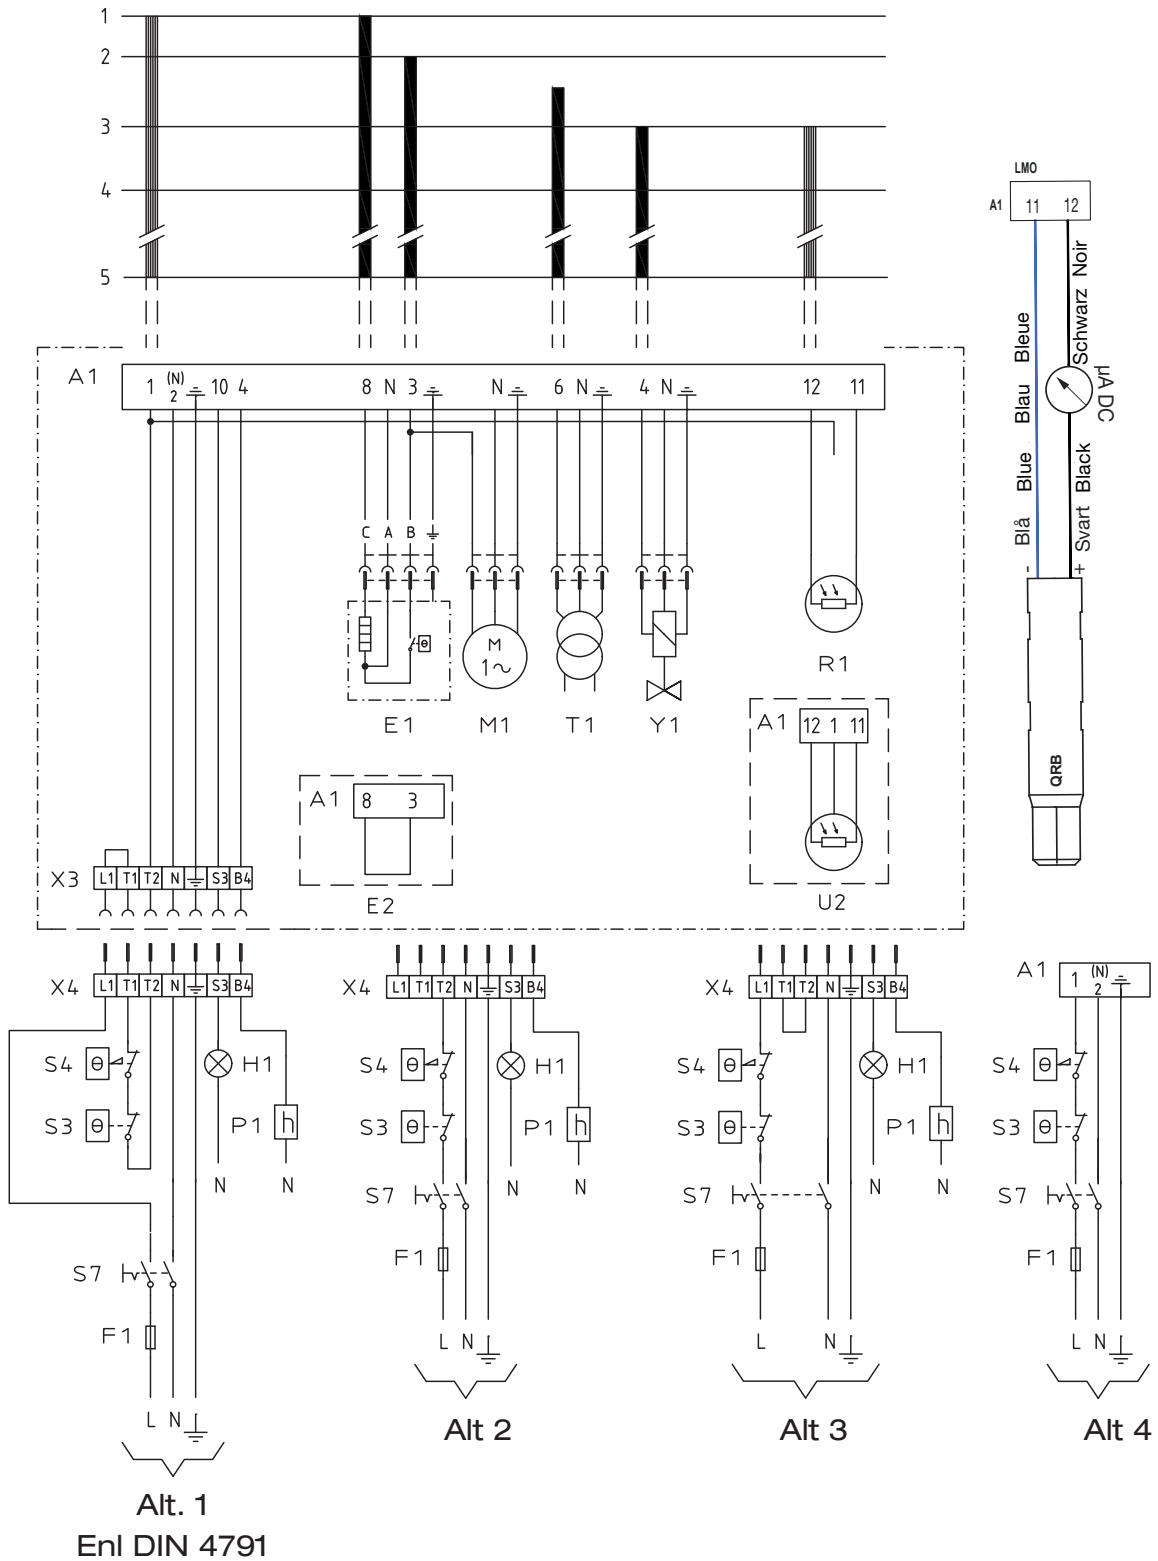 1
2
3
4
5
A1
1 (N) 2 10 4 8 N 3 N 6 N 4 N 12 11
C A B
M
1~
θ
E1 M1 T1 Y1 R1
A1 8 3
E2
A1 12 1 11
U2
X3 L1 T1 T2 N S3 B4
LMO
A1 11 12
Blå Blue Blau Bleue
Schwarz Noir
µA DC
Svart Black
- +
QRB
X4 L1 T1 T2 N S3 B4
S4 θ H1
S3 θ P1 h
N N
S7
F1
L N
Alt. 1
Enl DIN 4791
X4 L1 T1 T2 N S3 B4
S4 θ H1
S3 θ P1 h
N N
S7
F1
L N
Alt 2
X4 L1 T1 T2 N S3 B4
S4 θ H1
S3 θ P1 h
N N
S7
F1
L N
Alt 3
A1 1 (N) 2
S4 θ
S3 θ
S7
F1
L N
Alt 4